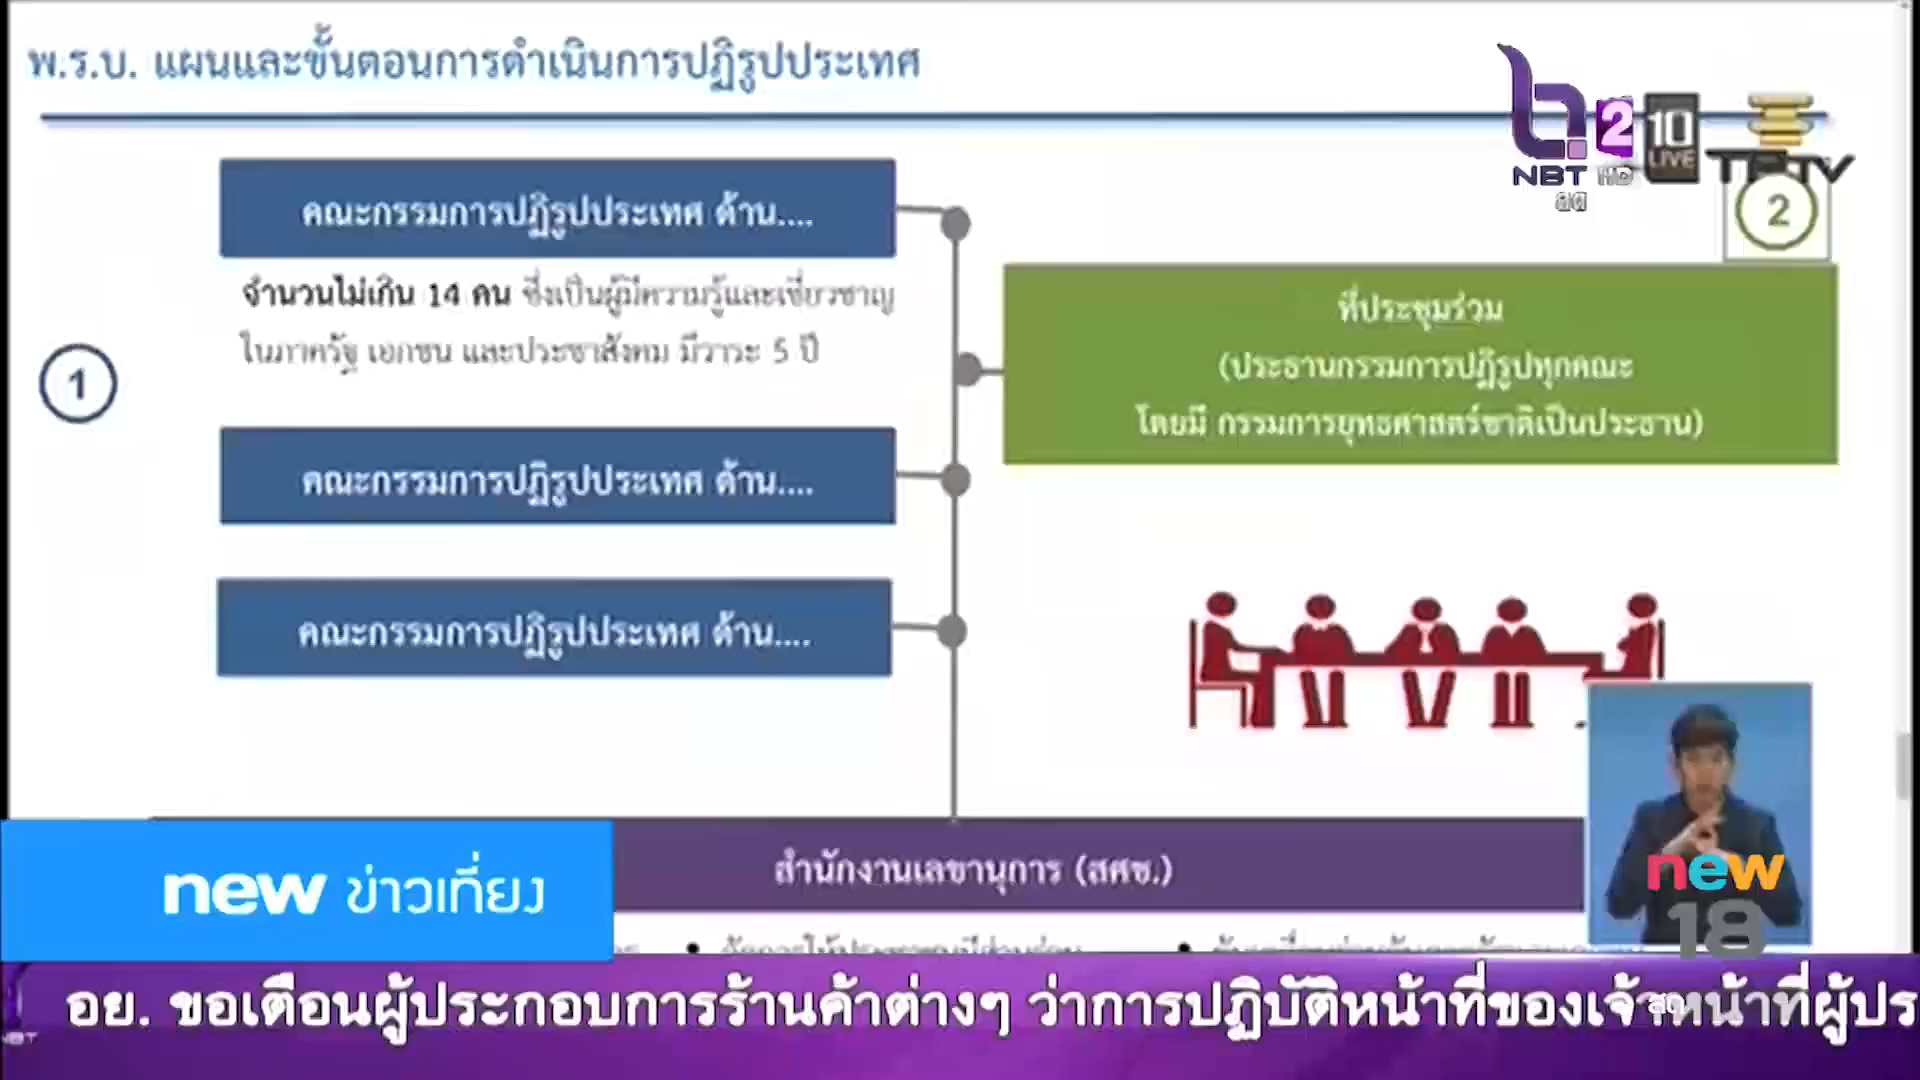 พ.ร.บ. แผนและขั้นตอนการดำเนินการปฏิรูปประเทศ
NBT 2 HD
สด
10 LIVE
TPTV
คณะกรรมการปฏิรูปประเทศ ด้าน....
2
จำนวนไม่เกิน 14 คน ซึ่งเป็นผู้มีความรู้และเชี่ยวชาญ
ในภาครัฐ เอกชน และประชาสังคม มีวาระ 5 ปี
1
ที่ประชุมร่วม
(ประธานกรรมการปฏิรูปทุกคณะ
โดยมี กรรมการยุทธศาสตร์ชาติเป็นประธาน)
คณะกรรมการปฏิรูปประเทศ ด้าน....
คณะกรรมการปฏิรูปประเทศ ด้าน....
สำนักงานเลขานุการ (สศช.)
new ข่าวเที่ยง
new
18
อย. ขอเตือนผู้ประกอบการร้านค้าต่างๆ ว่าการปฏิบัติหน้าที่ของเจ้าหน้าที่ผู้ปร
สด
NBT